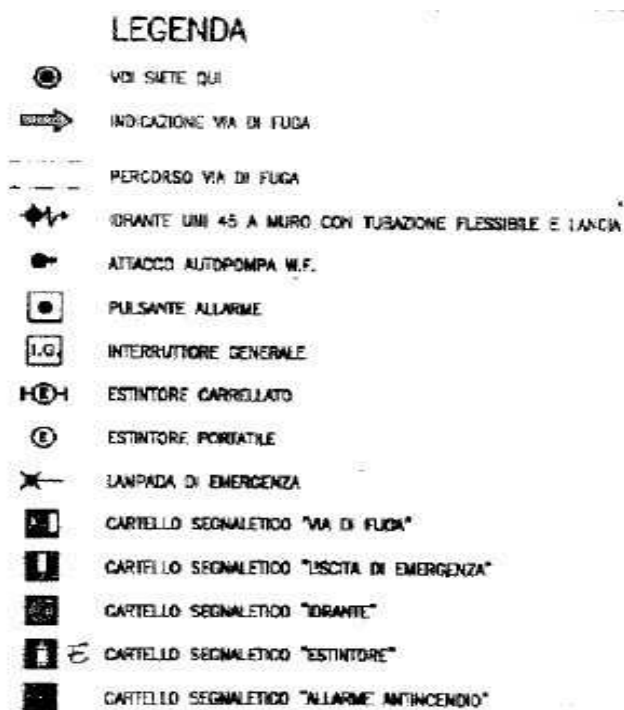 LEGENDA
VOI SIETE QUI
INDICAZIONE VIA DI FUGA
PERCORSO VIA DI FUGA
IDRANTE UNI 45 A MURO CON TUBAZIONE FLESSIBILE E LANCIA
ATTACCO AUTOPOMPA W.F.
PULSANTE ALLARME
I.G. INTERRUTTORE GENERALE
E ESTINTORE CARRELLATO
E ESTINTORE PORTATILE
LAMPADA DI EMERGENZA
CARTELLO SEGNALETICO "VIA DI FUGA"
CARTELLO SEGNALETICO "USCITA DI EMERGENZA"
CARTELLO SEGNALETICO "IDRANTE"
E CARTELLO SEGNALETICO "ESTINTORE"
CARTELLO SEGNALETICO "ALLARME ANTINCENDIO"